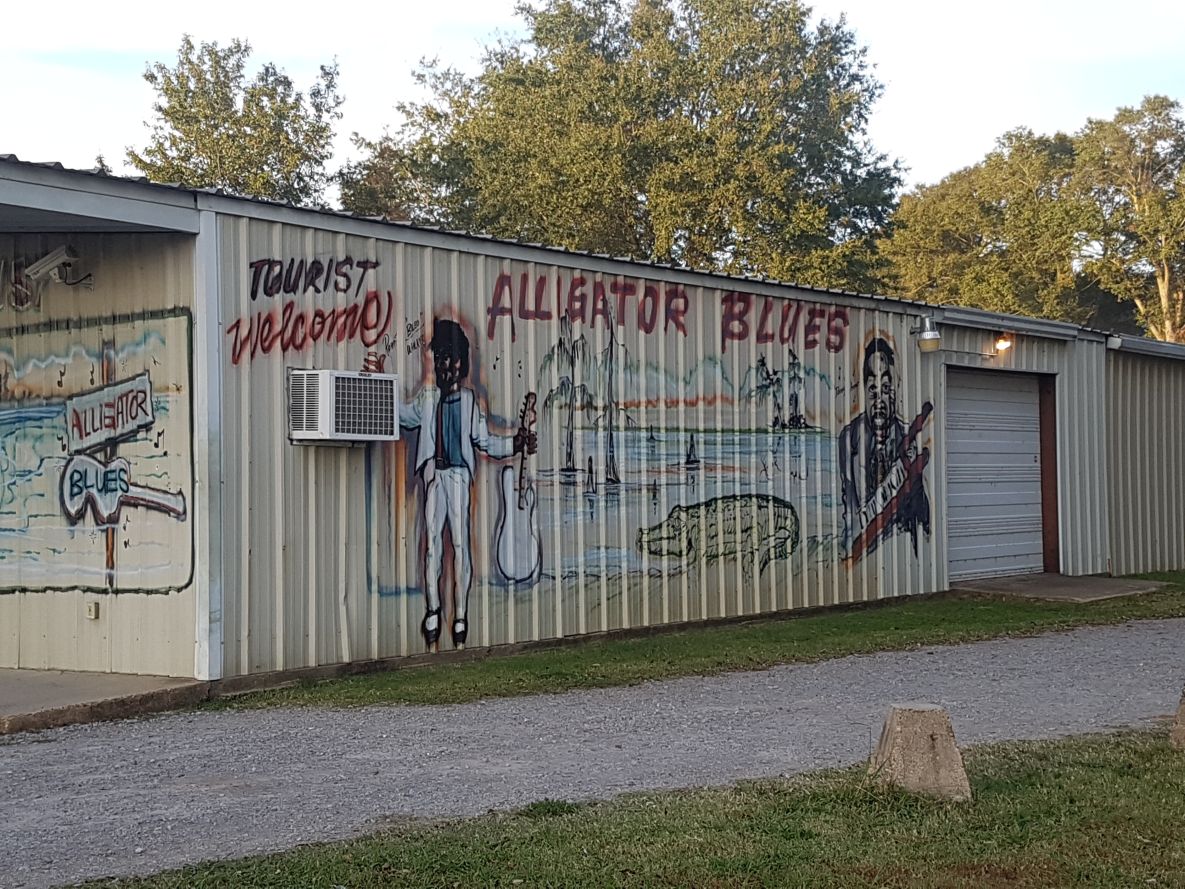 TOURIST
Welcome
ALLIGATOR BLUES
ALLIGATOR
BLUES